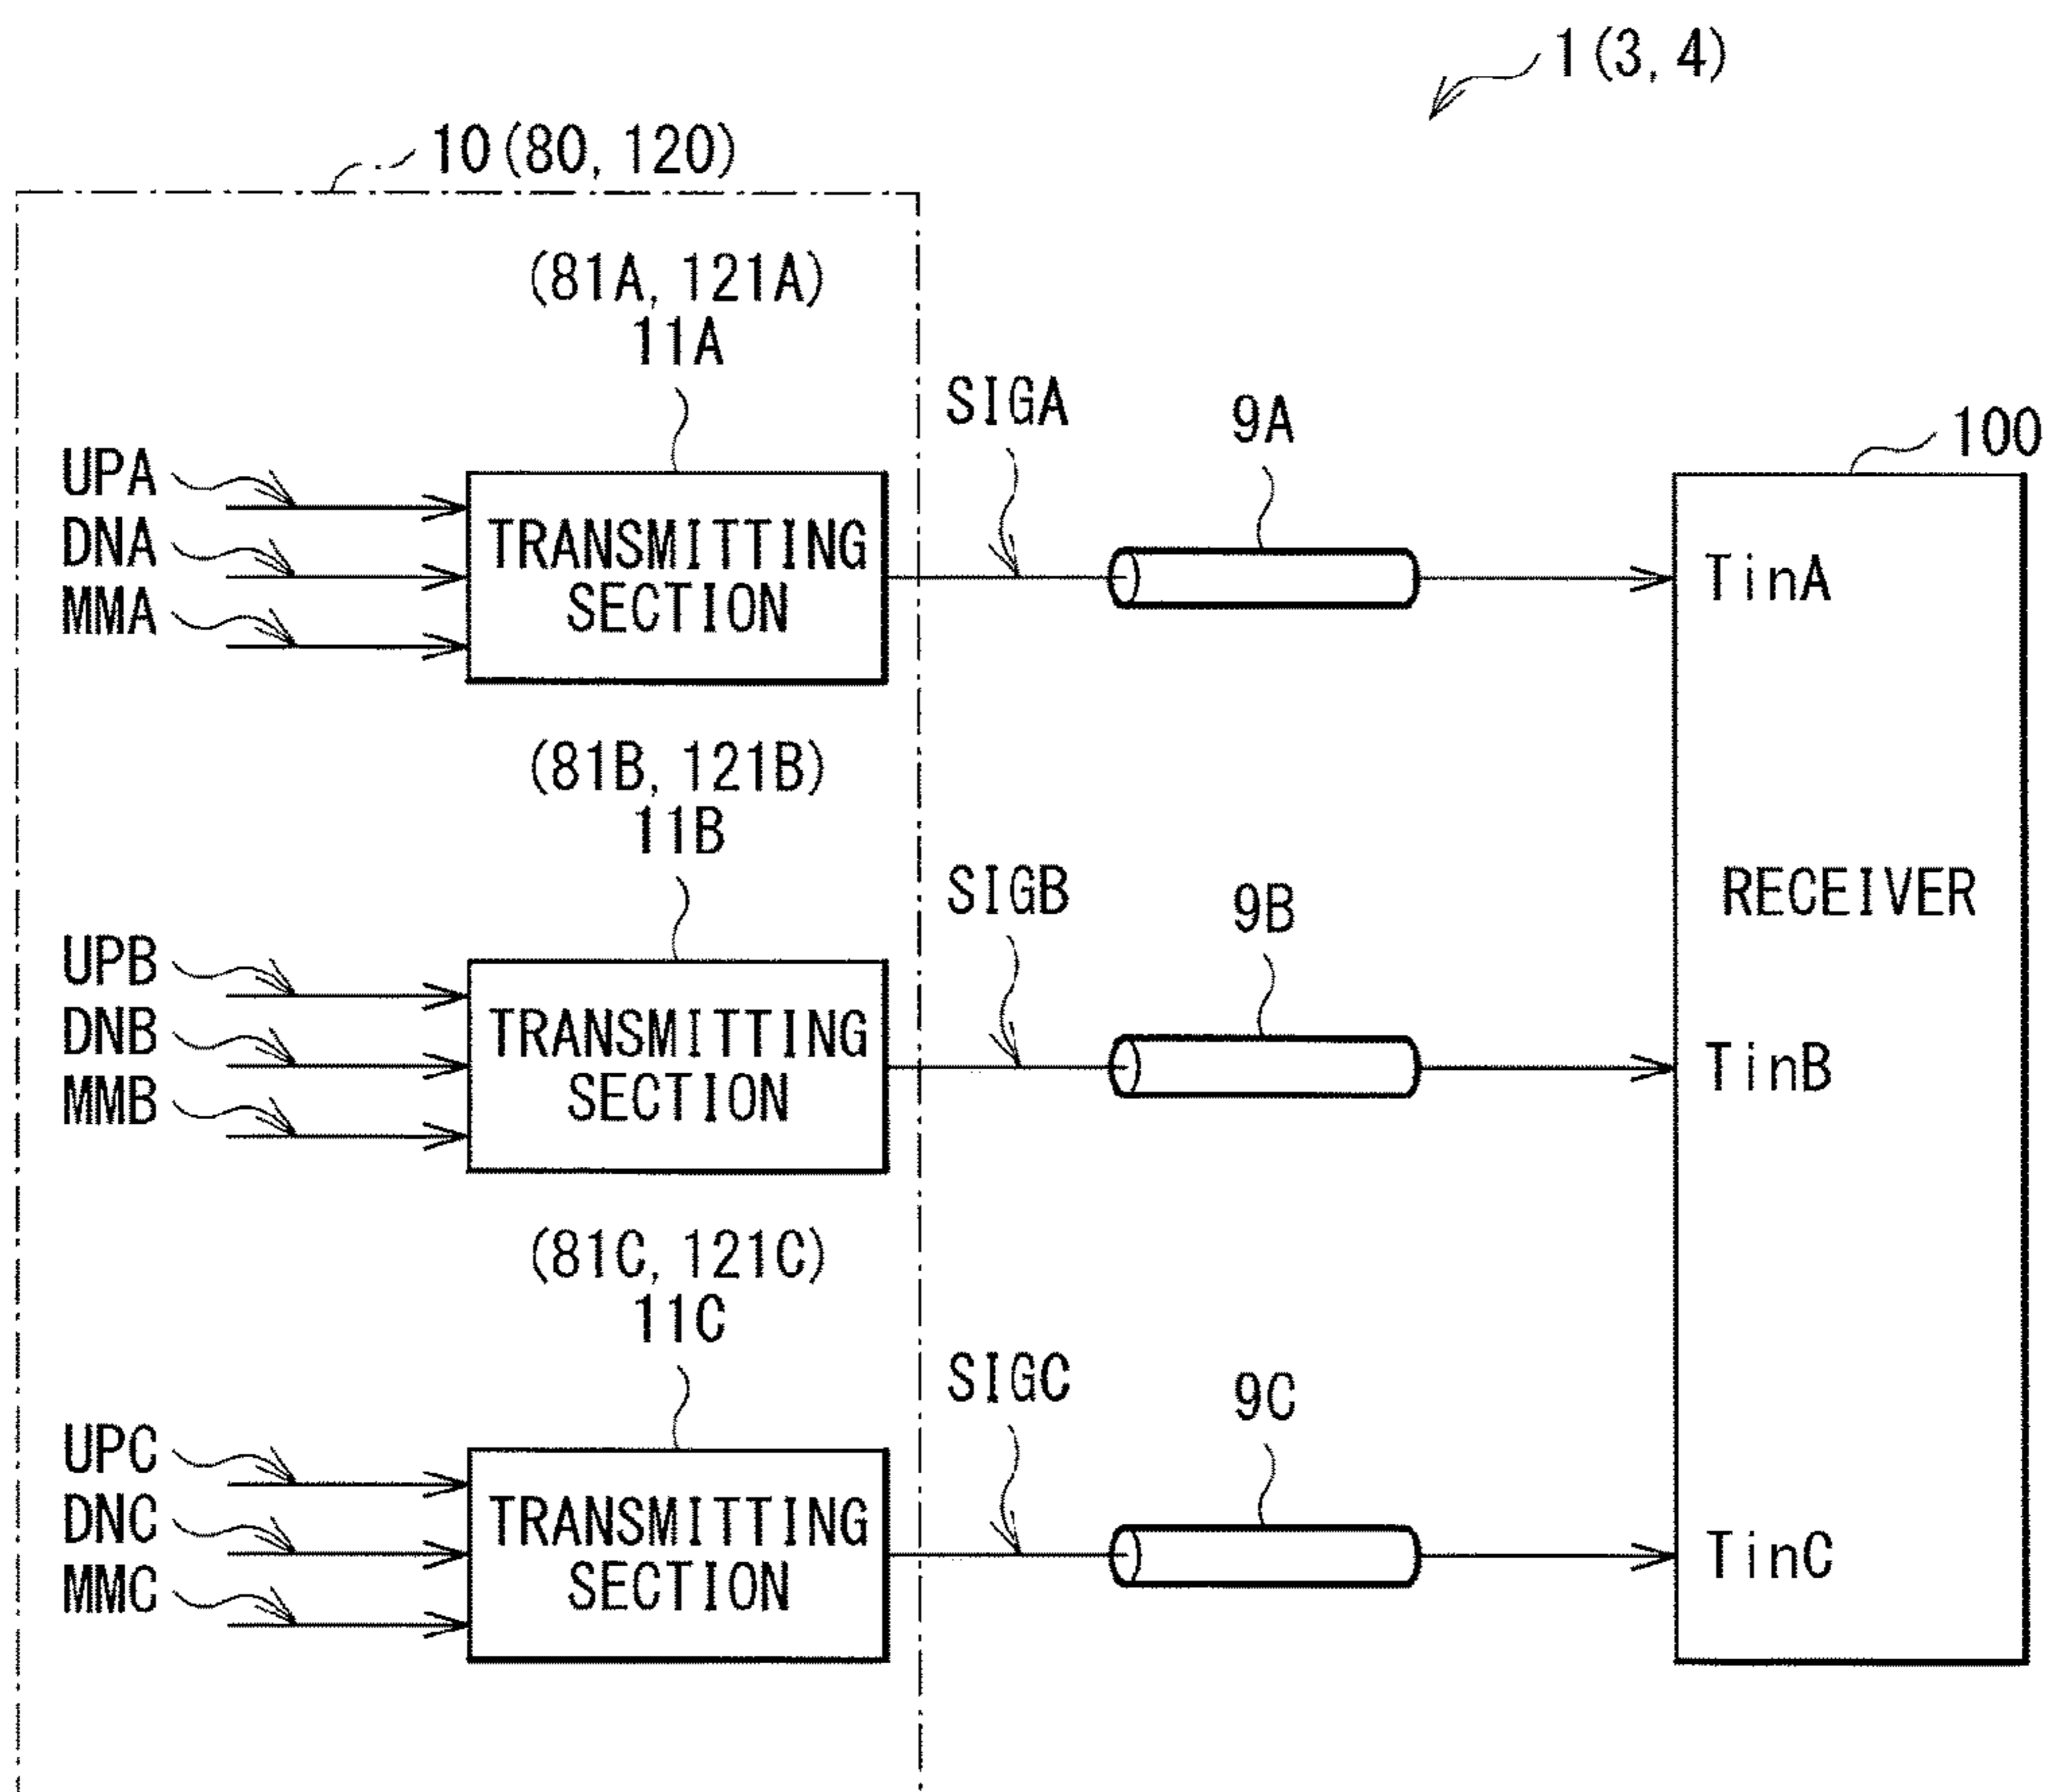 1(3, 4)
10(80, 120)
(81A, 121A)
11A
SIGA
9A
100
UPA
DNA
MMA
TRANSMITTING
SECTION
TinA
(81B, 121B)
11B
SIGB
9B
RECEIVER
UPB
DNB
MMB
TRANSMITTING
SECTION
TinB
(81C, 121C)
11C
SIGC
9C
UPC
DNC
MMC
TRANSMITTING
SECTION
TinC